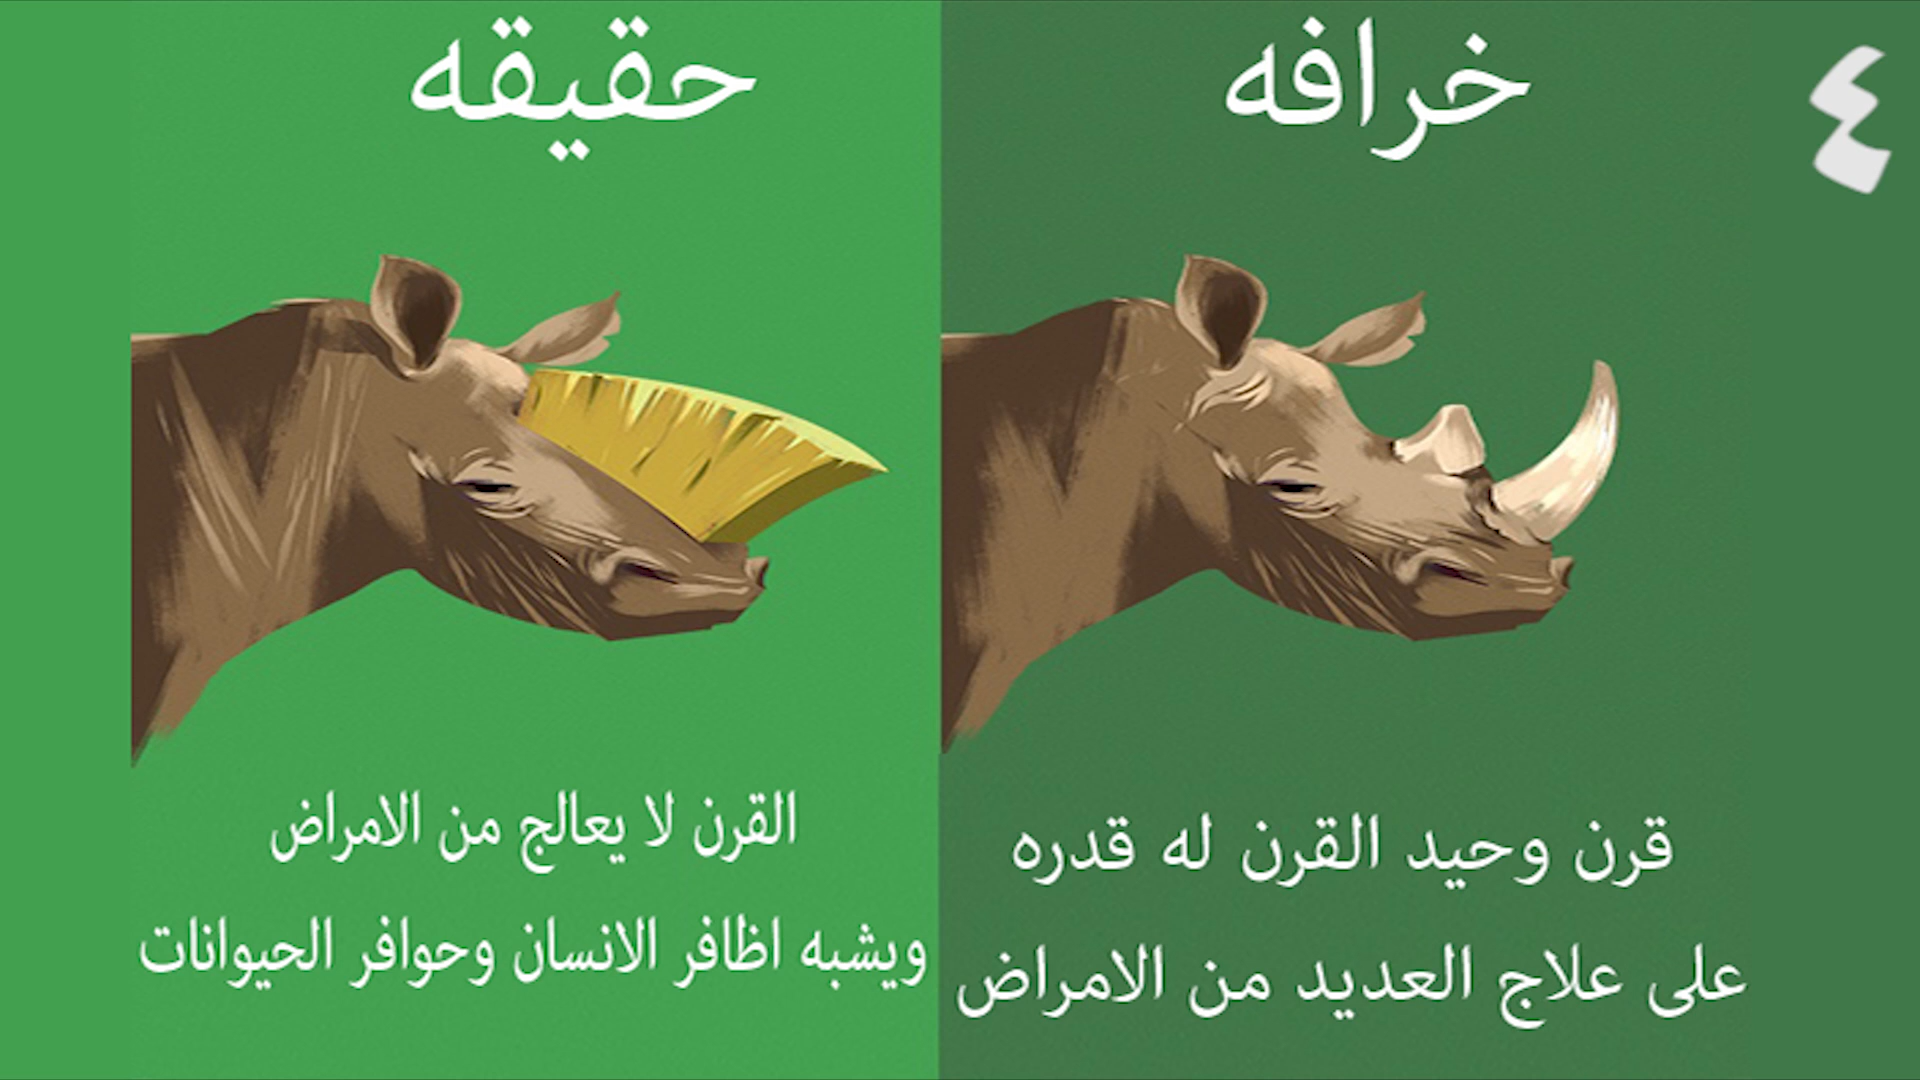 ٤
خرافه
قرن وحيد القرن له قدره
على علاج العديد من الامراض
حقيقه
القرن لا يعالج من الامراض
ويشبه اظافر الانسان وحوافر الحيوانات